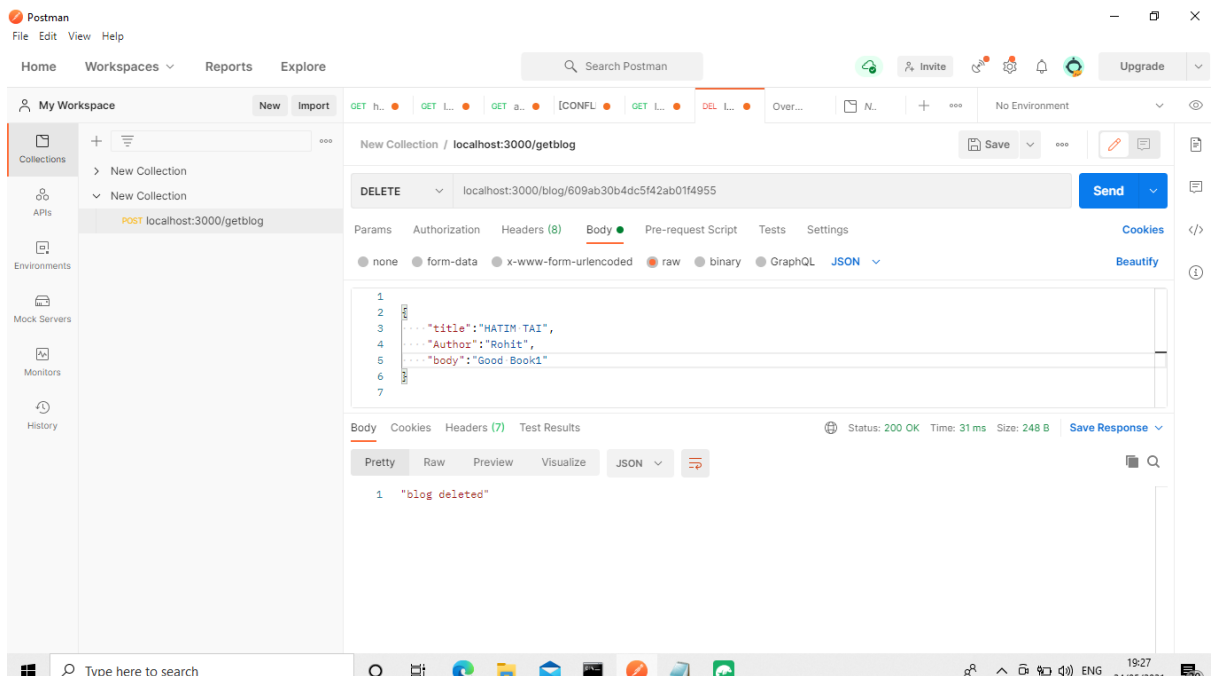 Postman
File Edit View Help
Home Workspaces Reports Explore
Search Postman
Invite
Upgrade
My Workspace
New Import
GET h.. GET l... GET a.. [CONFLI GET l... DEL l... Over... N..
No Environment
Collections
APIs
Environments
Mock Servers
Monitors
History
New Collection
New Collection
POST localhost:3000/getblog
New Collection / localhost:3000/getblog
Save
DELETE localhost:3000/blog/609ab30b4dc5f42ab01f4955
Send
Params Authorization Headers (8) Body Pre-request Script Tests Settings Cookies
none form-data x-www-form-urlencoded raw binary GraphQL JSON Beautify
1
2 {
3 "title":"HATIM TAI",
4 "Author":"Rohit",
5 "body":"Good Book1"
6 }
7
Body Cookies Headers (7) Test Results
Status: 200 OK Time: 31 ms Size: 248 B Save Response
Pretty Raw Preview Visualize JSON
1 "blog deleted"
Type here to search
ENG
19:27